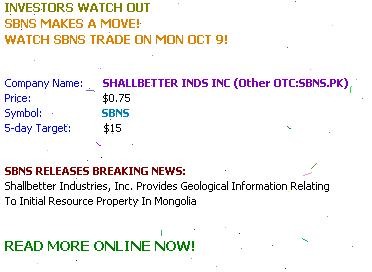 INVESTORS WATCH OUT
SBNS MAKES A MOVE!
WATCH SBNS TRADE ON MON OCT 9!
Company Name: SHALLBETTER INDS INC (Other OTC:SBNS.PK)
Price: $0.75
Symbol: SBNS
5-day Target: $15
SBNS RELEASES BREAKING NEWS:
Shallbetter Industries, Inc. Provides Geological Information Relating
To Initial Resource Property In Mongolia
READ MORE ONLINE NOW!